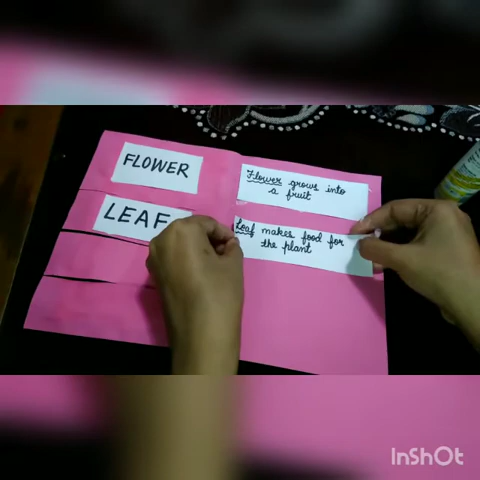 FLOWER
Flower grows into
a fruit
LEAF
Leaf makes food for
the plant
InShOt